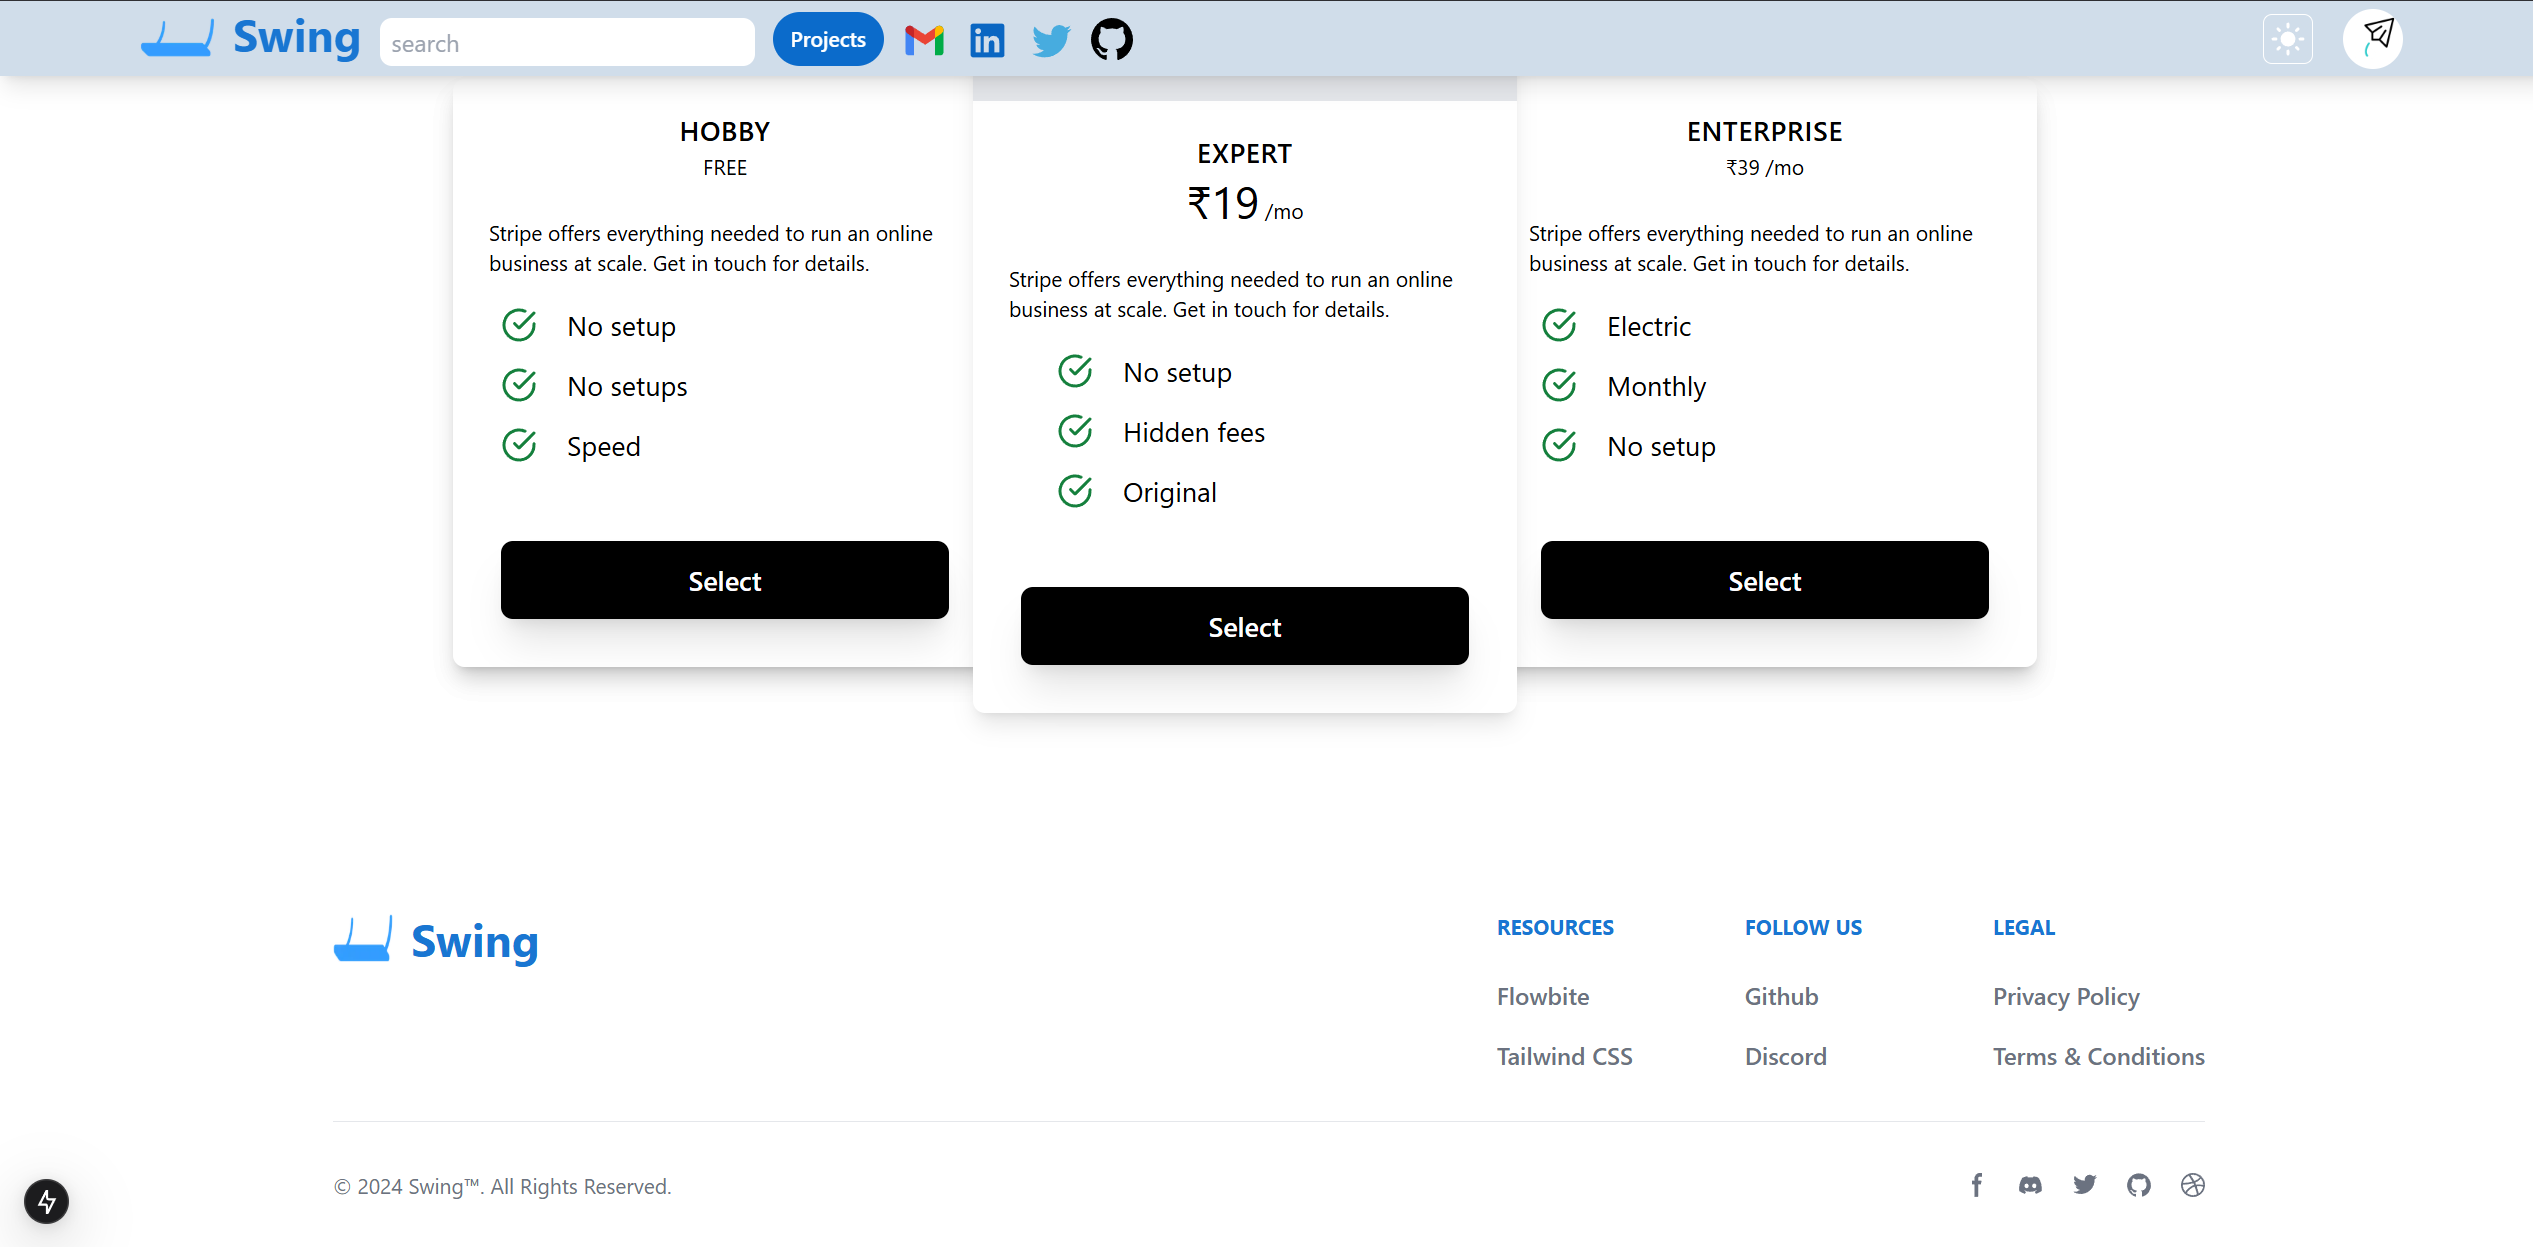 Swing
search
Projects
HOBBY
FREE
Stripe offers everything needed to run an online
business at scale. Get in touch for details.
No setup
No setups
Speed
Select
EXPERT
₹19 /mo
Stripe offers everything needed to run an online
business at scale. Get in touch for details.
No setup
Hidden fees
Original
Select
ENTERPRISE
₹39 /mo
Stripe offers everything needed to run an online
business at scale. Get in touch for details.
Electric
Monthly
No setup
Select
Swing
RESOURCES
Flowbite
Tailwind CSS
FOLLOW US
Github
Discord
LEGAL
Privacy Policy
Terms & Conditions
© 2024 Swing™. All Rights Reserved.